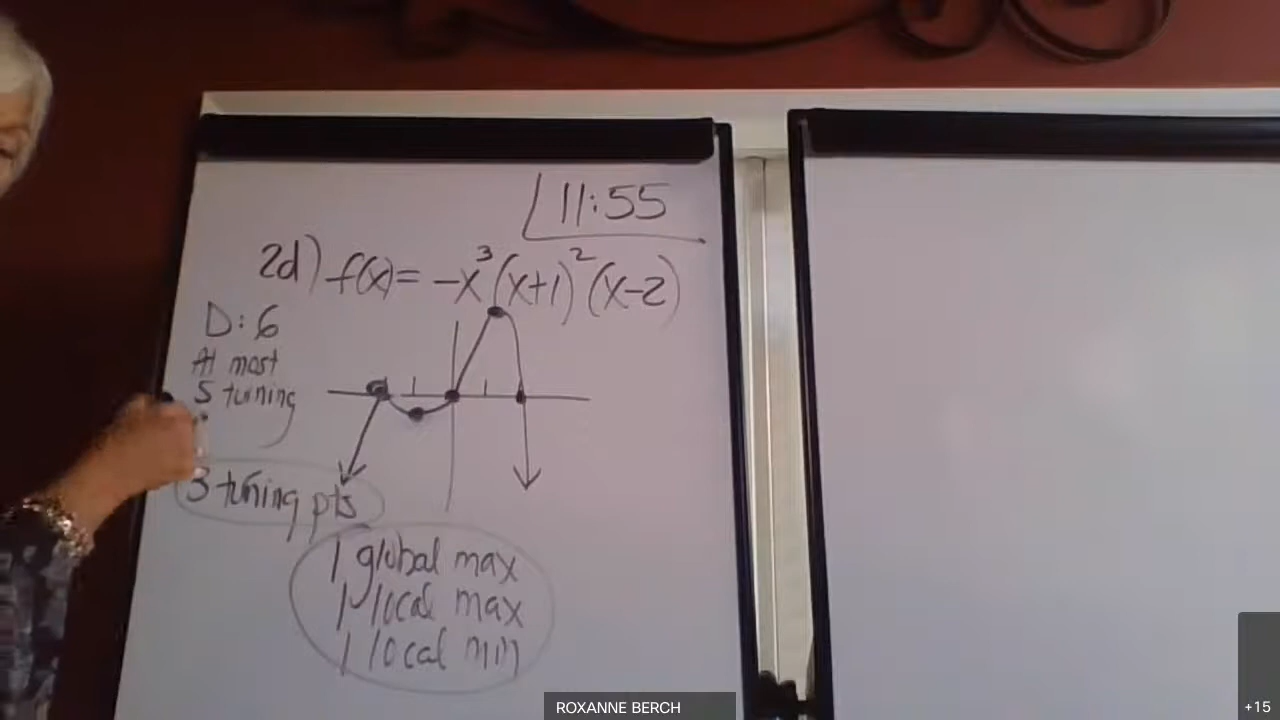 11:55
2d) f(x) = -x³(x+1)²(x-2)
D: 6
At most
5 turning
3 turning pts
1 global max
1 local max
1 local min
ROXANNE BERCH
+15